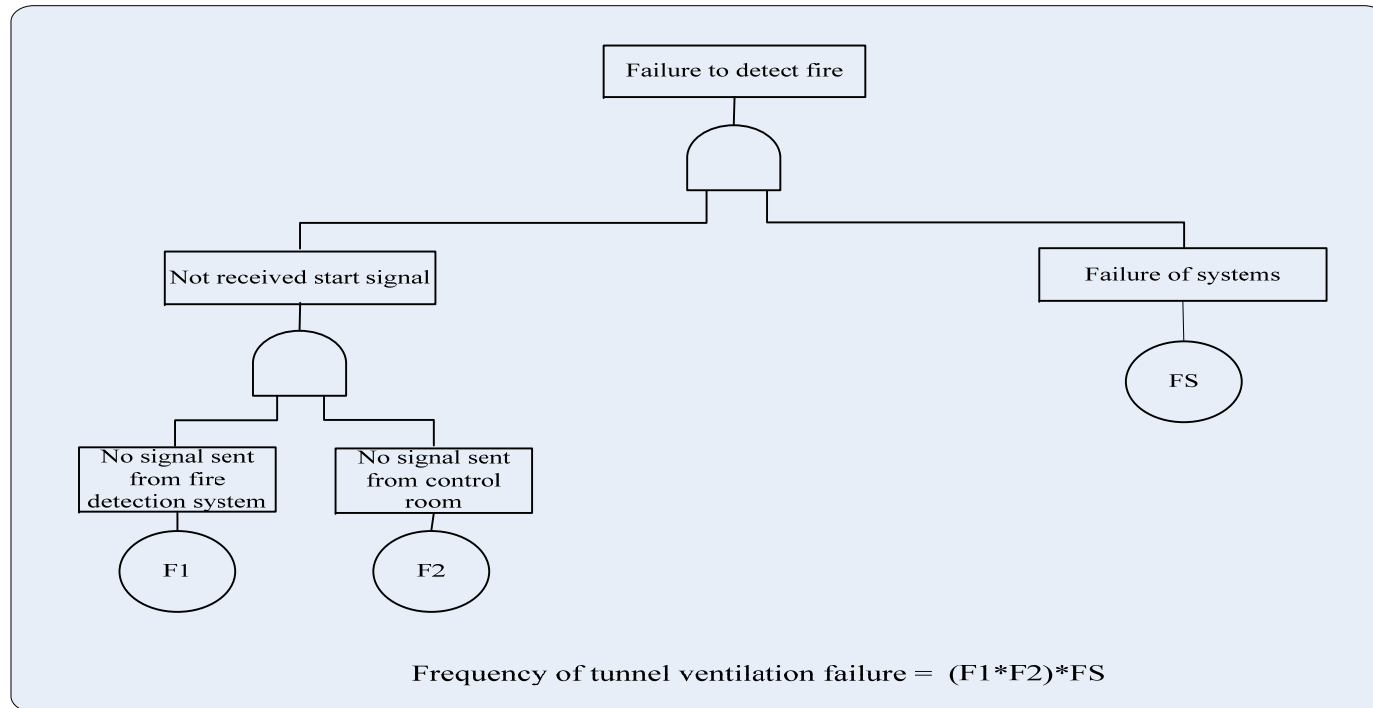 Failure to detect fire
Not received start signal
Failure of systems
FS
No signal sent
from fire
detection system
No signal sent
from control
room
F1
F2
Frequency of tunnel ventilation failure = (F1*F2)*FS